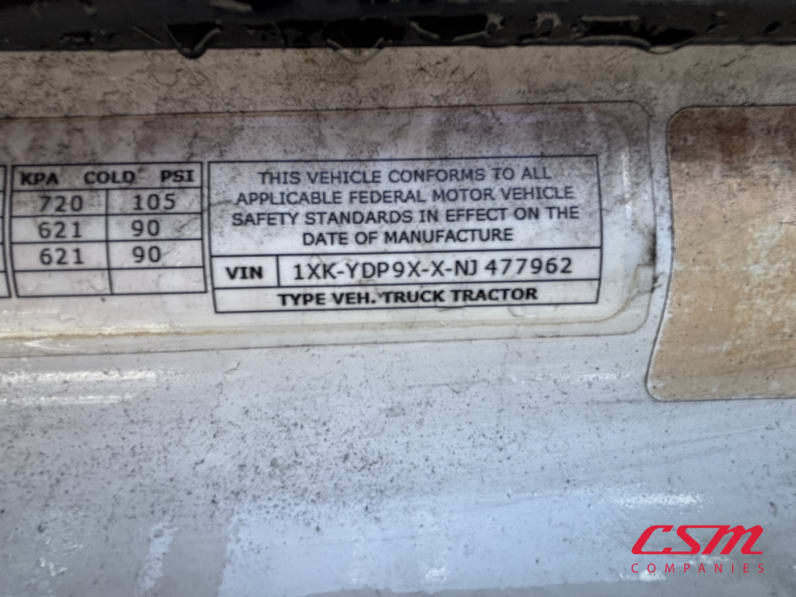 KPA COLD PSI
720 105
621 90
621 90
THIS VEHICLE CONFORMS TO ALL
APPLICABLE FEDERAL MOTOR VEHICLE
SAFETY STANDARDS IN EFFECT ON THE
DATE OF MANUFACTURE
VIN 1XK-YDP9X-X-NJ 477962
TYPE VEH. TRUCK TRACTOR
CSM
COMPANIES